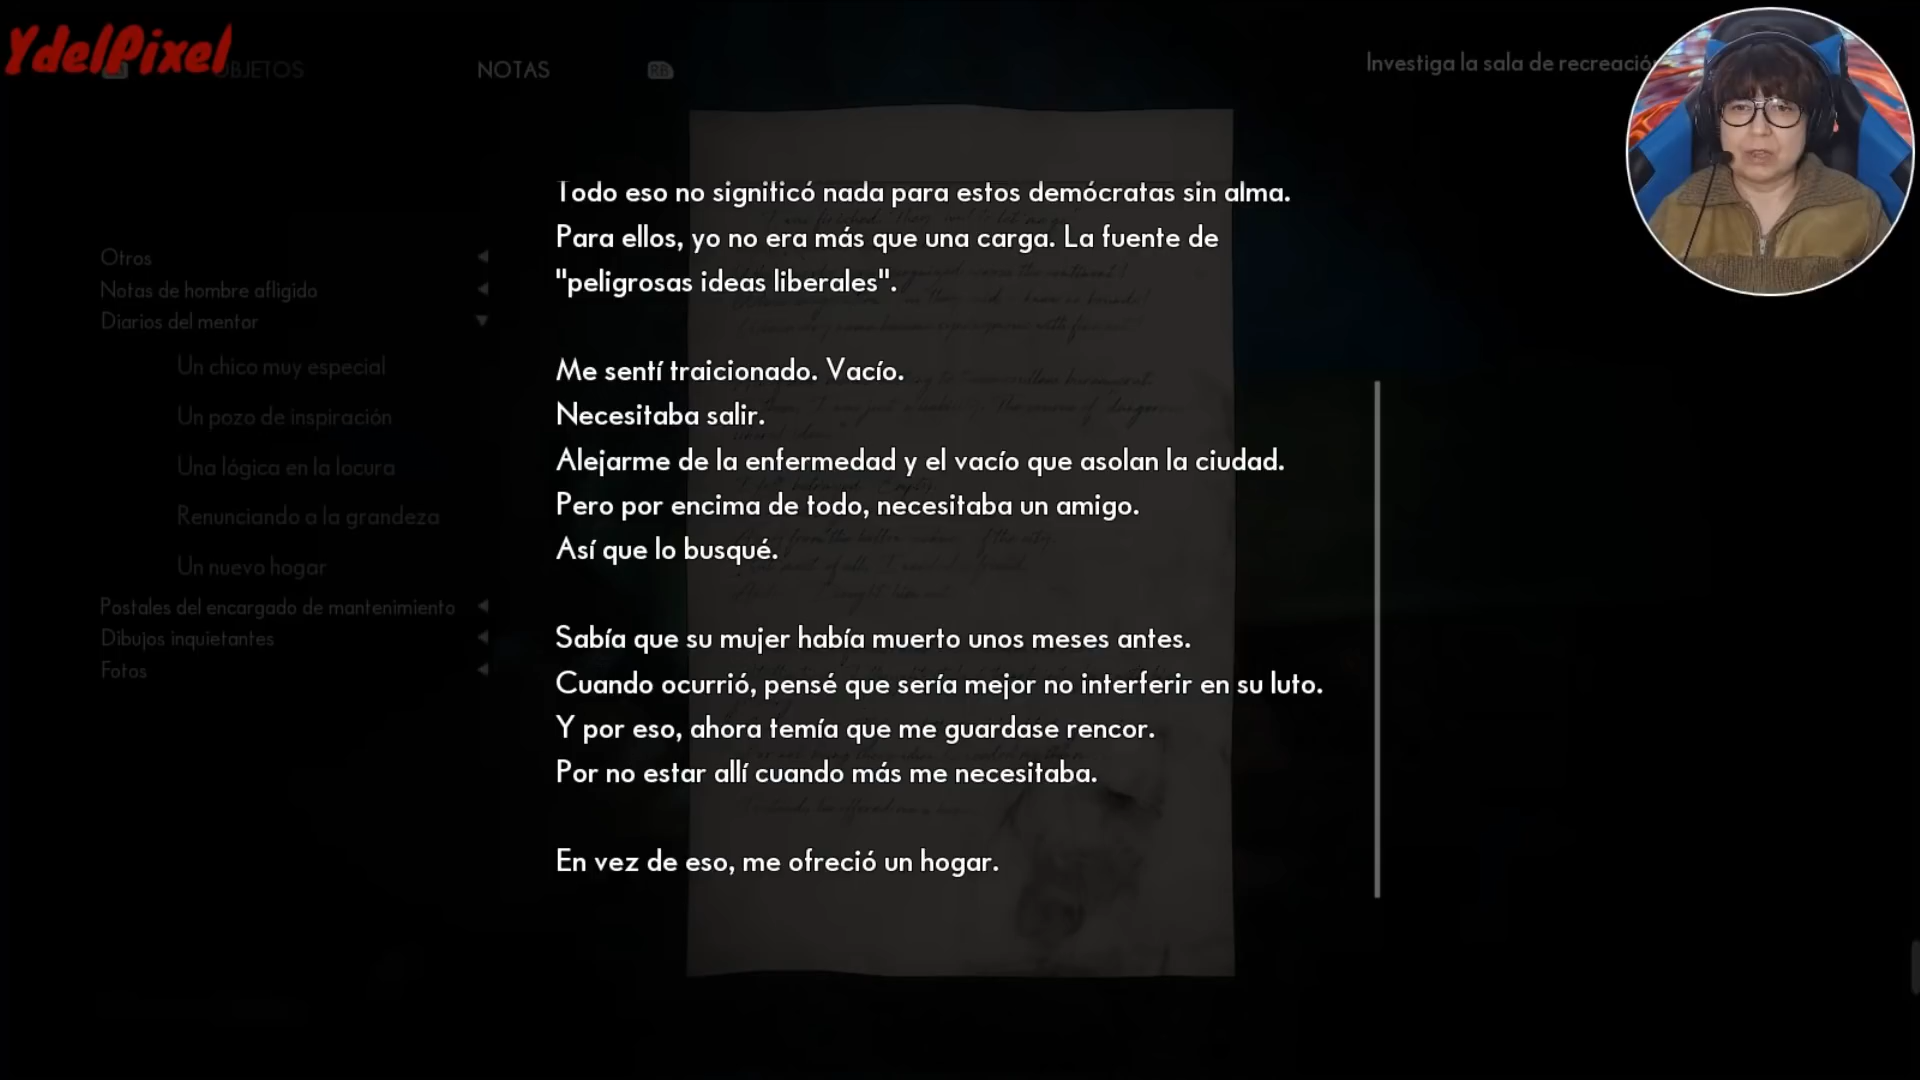 YdelPixel
OBJETOS
NOTAS
RB
Investiga la sala de recreación
Todo eso no significó nada para estos demócratas sin alma.
Para ellos, yo no era más que una carga. La fuente de
"peligrosas ideas liberales".
Me sentí traicionado. Vacío.
Necesitaba salir.
Alejarme de la enfermedad y el vacío que asolan la ciudad.
Pero por encima de todo, necesitaba un amigo.
Así que lo busqué.
Sabía que su mujer había muerto unos meses antes.
Cuando ocurrió, pensé que sería mejor no interferir en su luto.
Y por eso, ahora temía que me guardase rencor.
Por no estar allí cuando más me necesitaba.
En vez de eso, me ofreció un hogar.
Otros
Notas de hombre afligido
Diarios del mentor
Un chico muy especial
Un pozo de inspiración
Una lógica en la locura
Renunciando a la grandeza
Un nuevo hogar
Postales del encargado de mantenimiento
Dibujos inquietantes
Fotos